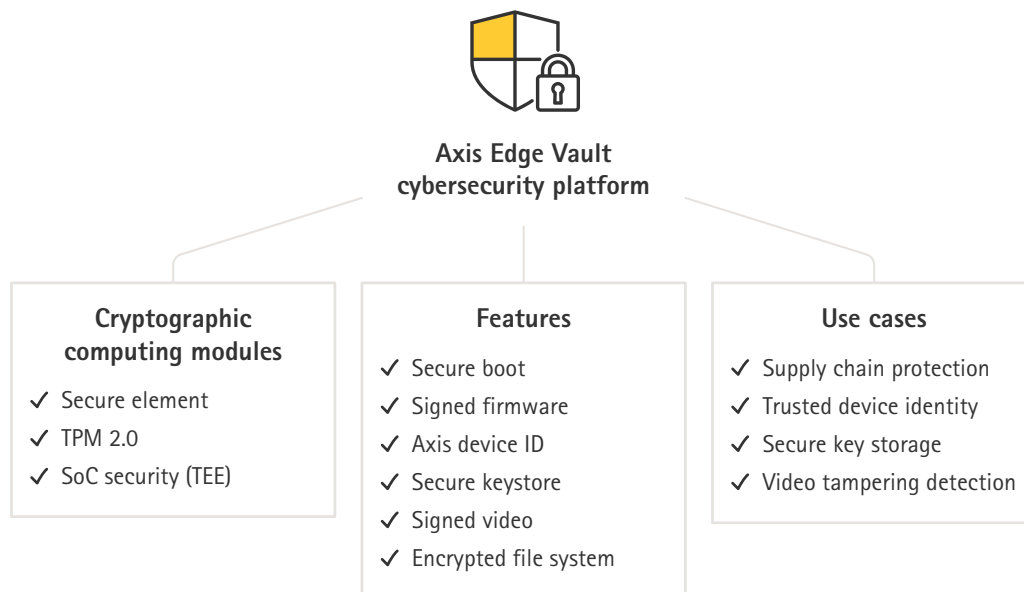 Axis Edge Vault
cybersecurity platform
Cryptographic
computing modules
Secure element
TPM 2.0
SoC security (TEE)
Features
Secure boot
Signed firmware
Axis device ID
Secure keystore
Signed video
Encrypted file system
Use cases
Supply chain protection
Trusted device identity
Secure key storage
Video tampering detection